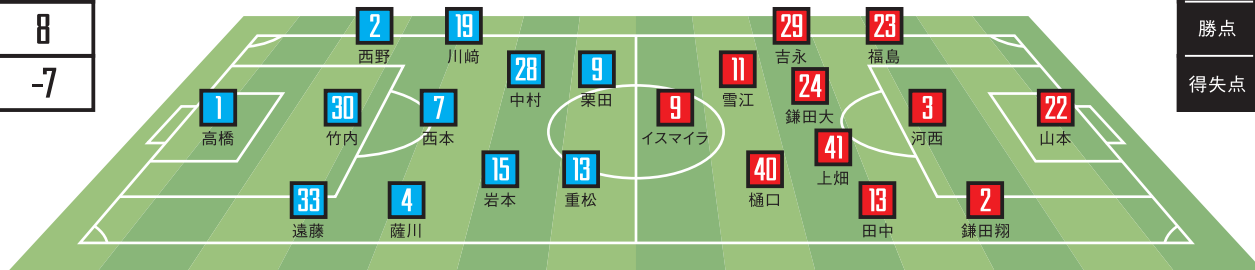 8
-7
勝点
得失点
2
西野
19
川﨑
28
中村
9
栗田
1
高橋
30
竹内
7
西本
15
岩本
13
重松
33
遠藤
4
薩川
29
吉永
23
福島
11
雪江
24
鎌田大
9
イスマイラ
3
河西
22
山本
41
上畑
40
樋口
13
田中
2
鎌田翔